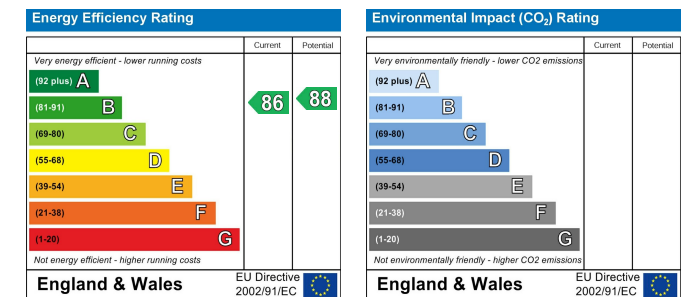 Energy Efficiency Rating
Current Potential
Very energy efficient - lower running costs
(92 plus) A
(81-91) B
(69-80) C
(55-68) D
(39-54) E
(21-38) F
(1-20) G
86 88
Not energy efficient - higher running costs
England & Wales
EU Directive
2002/91/EC
Environmental Impact (CO₂) Rating
Current Potential
Very environmentally friendly - lower CO2 emissions
(92 plus) A
(81-91) B
(69-80) C
(55-68) D
(39-54) E
(21-38) F
(1-20) G
Not environmentally friendly - higher CO2 emissions
England & Wales
EU Directive
2002/91/EC